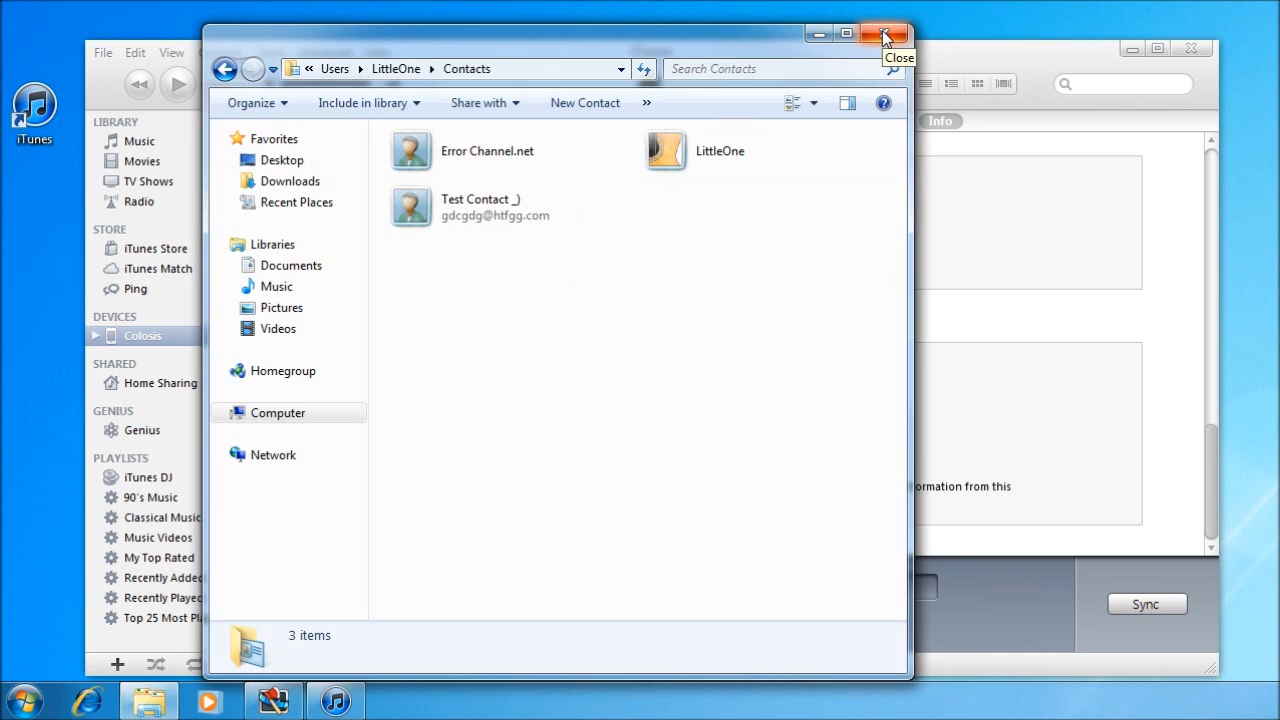 File Edit View
iTunes
LIBRARY
Music
Movies
TV Shows
Radio
STORE
iTunes Store
iTunes Match
Ping
DEVICES
Colosis
SHARED
Home Sharing
GENIUS
Genius
PLAYLISTS
iTunes DJ
90's Music
Classical Music
Music Videos
My Top Rated
Recently Added
Recently Playe
Top 25 Most Pl
Close
« Users LittleOne Contacts
Search Contacts
Organize Include in library Share with New Contact »
Favorites
Desktop
Downloads
Recent Places
Libraries
Documents
Music
Pictures
Videos
Homegroup
Computer
Network
Error Channel.net
LittleOne
Test Contact _)
gdcgdg@htfgg.com
3 items
Info
ormation from this
Sync